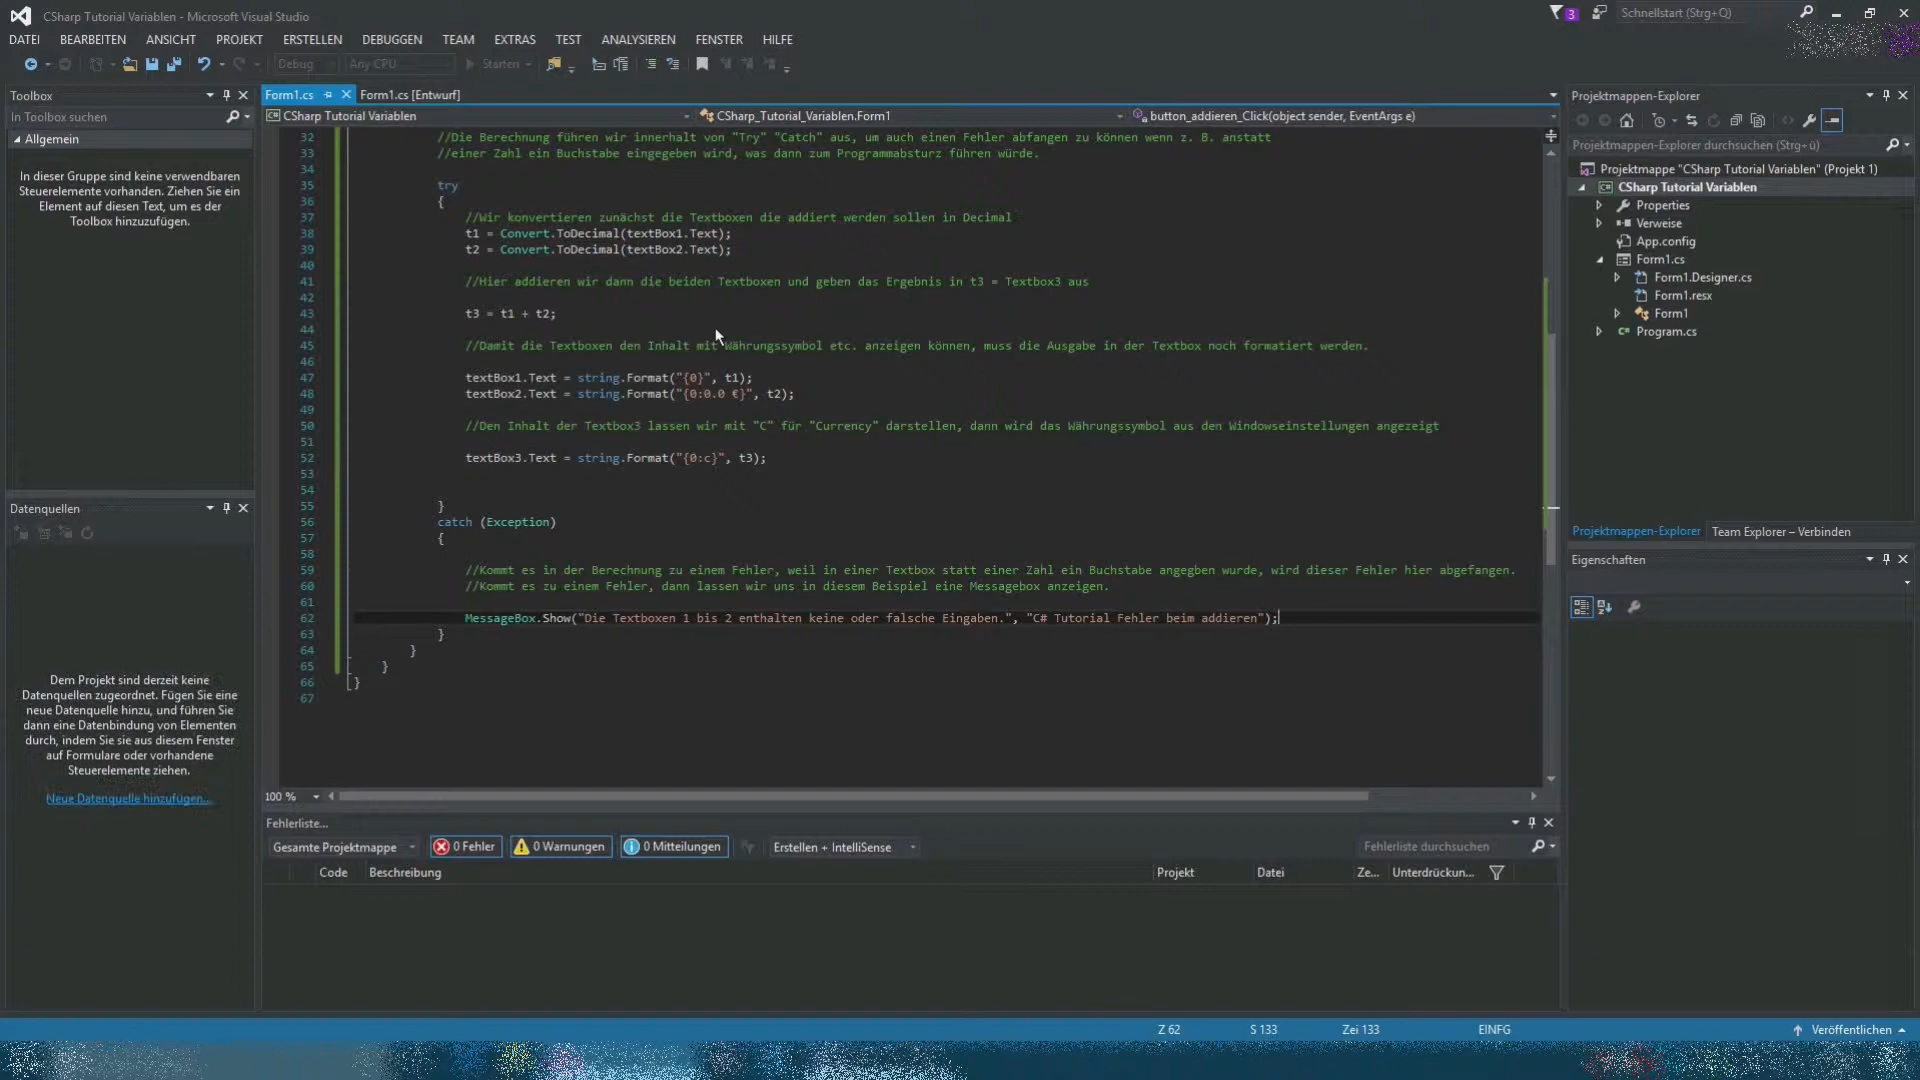 CSharp Tutorial Variablen - Microsoft Visual Studio
3
Schnellstart (Strg+Q)
DATEI BEARBEITEN ANSICHT PROJEKT ERSTELLEN DEBUGGEN TEAM EXTRAS TEST ANALYSIEREN FENSTER HILFE
Debug Any CPU Starten
Toolbox
In Toolbox suchen
Allgemein
In dieser Gruppe sind keine verwendbaren
Steuerelemente vorhanden. Ziehen Sie ein
Element auf diesen Text, um es der
Toolbox hinzuzufügen.
Datenquellen
Dem Projekt sind derzeit keine
Datenquellen zugeordnet. Fügen Sie eine
neue Datenquelle hinzu, und führen Sie
dann eine Datenbindung von Elementen
durch, indem Sie sie aus diesem Fenster
auf Formulare oder vorhandene
Steuerelemente ziehen.
Neue Datenquelle hinzufügen...
Form1.cs Form1.cs [Entwurf]
CSharp Tutorial Variablen CSharp_Tutorial_Variablen.Form1 button_addieren_Click(object sender, EventArgs e)
32 //Die Berechnung führen wir innerhalb von "Try" "Catch" aus, um auch einen Fehler abfangen zu können wenn z. B. anstatt
33 //einer Zahl ein Buchstabe eingegeben wird, was dann zum Programmabsturz führen würde.
34
35 try
36 {
37 //Wir konvertieren zunächst die Textboxen die addiert werden sollen in Decimal
38 t1 = Convert.ToDecimal(textBox1.Text);
39 t2 = Convert.ToDecimal(textBox2.Text);
40
41 //Hier addieren wir dann die beiden Textboxen und geben das Ergebnis in t3 = Textbox3 aus
42
43 t3 = t1 + t2;
44
45 //Damit die Textboxen den Inhalt mit Währungssymbol etc. anzeigen können, muss die Ausgabe in der Textbox noch formatiert werden.
46
47 textBox1.Text = string.Format("{0}", t1);
48 textBox2.Text = string.Format("{0:0.0 €}", t2);
49
50 //Den Inhalt der Textbox3 lassen wir mit "C" für "Currency" darstellen, dann wird das Währungssymbol aus den Windowseinstellungen angezeigt
51
52 textBox3.Text = string.Format("{0:c}", t3);
53
54
55 }
56 catch (Exception)
57 {
58
59 //Kommt es in der Berechnung zu einem Fehler, weil in einer Textbox statt einer Zahl ein Buchstabe angegben wurde, wird dieser Fehler hier abgefangen.
60 //Kommt es zu einem Fehler, dann lassen wir uns in diesem Beispiel eine Messagebox anzeigen.
61
62 MessageBox.Show("Die Textboxen 1 bis 2 enthalten keine oder falsche Eingaben.", "C# Tutorial Fehler beim addieren");
63 }
64 }
65 }
66 }
67
100 %
Fehlerliste...
Gesamte Projektmappe 0 Fehler 0 Warnungen 0 Mitteilungen Erstellen + IntelliSense Fehlerliste durchsuchen
Code Beschreibung Projekt Datei Ze... Unterdrückun...
Projektmappen-Explorer
Projektmappen-Explorer durchsuchen (Strg+ü)
Projektmappe "CSharp Tutorial Variablen" (Projekt 1)
CSharp Tutorial Variablen
Properties
Verweise
App.config
Form1.cs
Form1.Designer.cs
Form1.resx
Form1
Program.cs
Projektmappen-Explorer Team Explorer – Verbinden
Eigenschaften
Z 62 S 133 Zei 133 EINFG Veröffentlichen